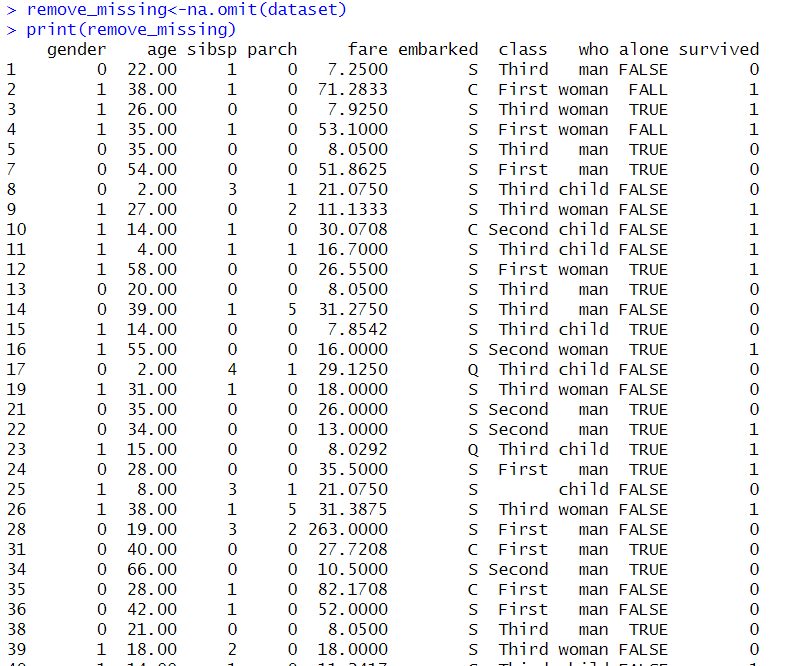 > remove_missing<-na.omit(dataset)
> print(remove_missing)
gender age sibsp parch fare embarked class who alone survived
1 0 22.00 1 0 7.2500 S Third man FALSE 0
2 1 38.00 1 0 71.2833 C First woman FALL 1
3 1 26.00 0 0 7.9250 S Third woman TRUE 1
4 1 35.00 1 0 53.1000 S First woman FALL 1
5 0 35.00 0 0 8.0500 S Third man TRUE 0
7 0 54.00 0 0 51.8625 S First man TRUE 0
8 0 2.00 3 1 21.0750 S Third child FALSE 0
9 1 27.00 0 2 11.1333 S Third woman FALSE 1
10 1 14.00 1 0 30.0708 C Second child FALSE 1
11 1 4.00 1 1 16.7000 S Third child FALSE 1
12 1 58.00 0 0 26.5500 S First woman TRUE 1
13 0 20.00 0 0 8.0500 S Third man TRUE 0
14 0 39.00 1 5 31.2750 S Third man FALSE 0
15 1 14.00 0 0 7.8542 S Third child TRUE 0
16 1 55.00 0 0 16.0000 S Second woman TRUE 1
17 0 2.00 4 1 29.1250 Q Third child FALSE 0
19 1 31.00 1 0 18.0000 S Third woman FALSE 0
21 0 35.00 0 0 26.0000 S Second man TRUE 0
22 0 34.00 0 0 13.0000 S Second man TRUE 1
23 1 15.00 0 0 8.0292 Q Third child TRUE 1
24 0 28.00 0 0 35.5000 S First man TRUE 1
25 1 8.00 3 1 21.0750 S child FALSE 0
26 1 38.00 1 5 31.3875 S Third woman FALSE 1
28 0 19.00 3 2 263.0000 S First man FALSE 0
31 0 40.00 0 0 27.7208 C First man TRUE 0
34 0 66.00 0 0 10.5000 S Second man TRUE 0
35 0 28.00 1 0 82.1708 C First man FALSE 0
36 0 42.00 1 0 52.0000 S First man FALSE 0
38 0 21.00 0 0 8.0500 S Third man TRUE 0
39 1 18.00 2 0 18.0000 S Third woman FALSE 0
40 1 14.00 1 0 11.2417 S Third child FALSE 1